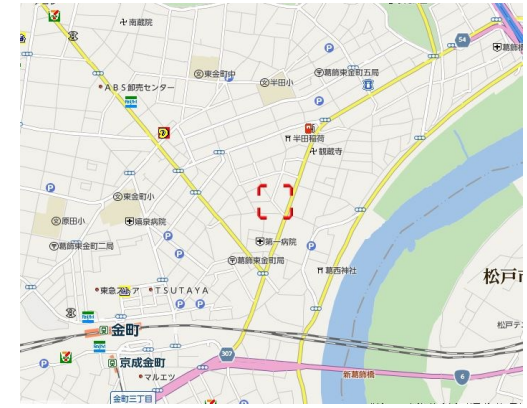 南蔵院
54
葛飾橋
東金町中
半田小
葛飾東金町五局
ABS卸売センター
半田稲荷
観蔵寺
東金町小
原田小
嬉泉病院
葛飾東金町二局
第一病院
葛飾東金町局
葛西神社
松戸市
東急ストア
TSUTAYA
金町
松戸テ
京成金町
307
マルエツ
新葛飾橋
6
金町三丁目